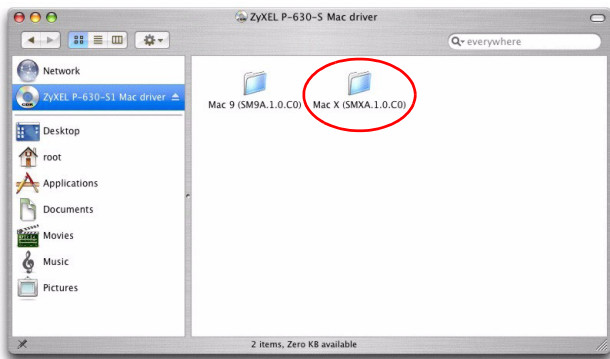 ZyXEL P-630-S Mac driver
everywhere
Network
ZyXEL P-630-S1 Mac driver
CDR
Desktop
root
Applications
Documents
Movies
Music
Pictures
Mac 9 (SM9A.1.0.C0)
Mac X (SMXA.1.0.C0)
2 items, Zero KB available